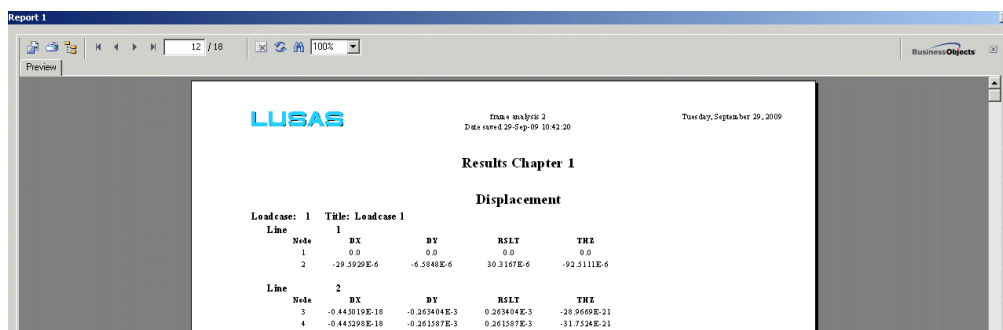 Report 1
12 / 18 100%
BusinessObjects
Preview
LUSAS
frame analysis 2
Date saved 29-Sep-09 10:42:20
Tuesday, September 29, 2009
Results Chapter 1
Displacement
Loadcase: 1 Title: Loadcase 1
Line 1
Node DX DY RSLT THZ
1 0.0 0.0 0.0 0.0
2 -29.5929E-6 -6.5848E-6 30.3167E-6 -92.5111E-6
Line 2
Node DX DY RSLT THZ
3 -0.445019E-18 -0.263404E-3 0.263404E-3 -28.9669E-21
4 -0.445298E-18 -0.261587E-3 0.261587E-3 -31.7524E-21